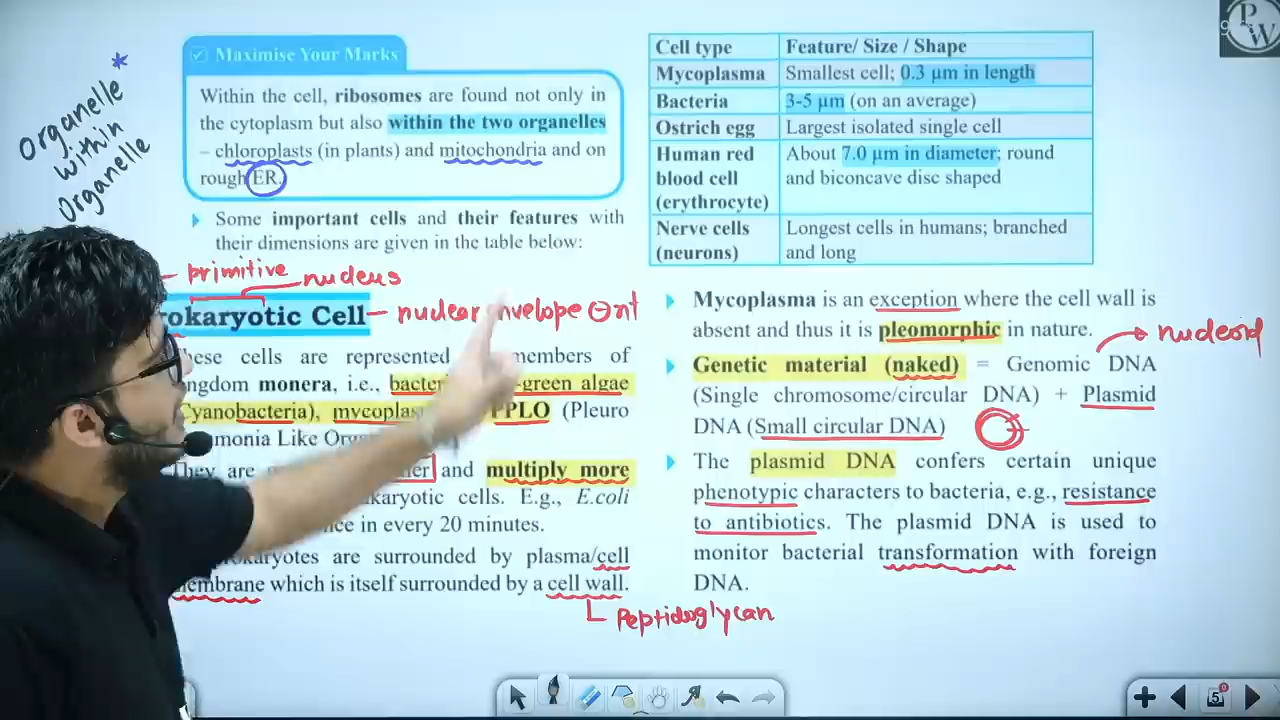 Maximise Your Marks
Within the cell, ribosomes are found not only in
the cytoplasm but also within the two organelles
– chloroplasts (in plants) and mitochondria and on
rough ER.
Organelle *
within
Organelle
Some important cells and their features with
their dimensions are given in the table below:
primitive nucleus
okaryotic Cell – nuclear envelope
hese cells are represented members of
ngdom monera, i.e., bacter -green algae
Cyanobacteria), mycoplas PPLO (Pleuro
monia Like Or
They are and multiply more
karyotic cells. E.g., E.coli
nce in every 20 minutes.
karyotes are surrounded by plasma/cell
membrane which is itself surrounded by a cell wall.
Peptidoglycan
Cell type Feature/ Size / Shape
Mycoplasma Smallest cell; 0.3 µm in length
Bacteria 3-5 µm (on an average)
Ostrich egg Largest isolated single cell
Human red About 7.0 µm in diameter; round
blood cell and biconcave disc shaped
(erythrocyte)
Nerve cells Longest cells in humans; branched
(neurons) and long
Mycoplasma is an exception where the cell wall is
absent and thus it is pleomorphic in nature.
nucleoid
Genetic material (naked) = Genomic DNA
(Single chromosome/circular DNA) + Plasmid
DNA (Small circular DNA)
The plasmid DNA confers certain unique
phenotypic characters to bacteria, e.g., resistance
to antibiotics. The plasmid DNA is used to
monitor bacterial transformation with foreign
DNA.
PW
5